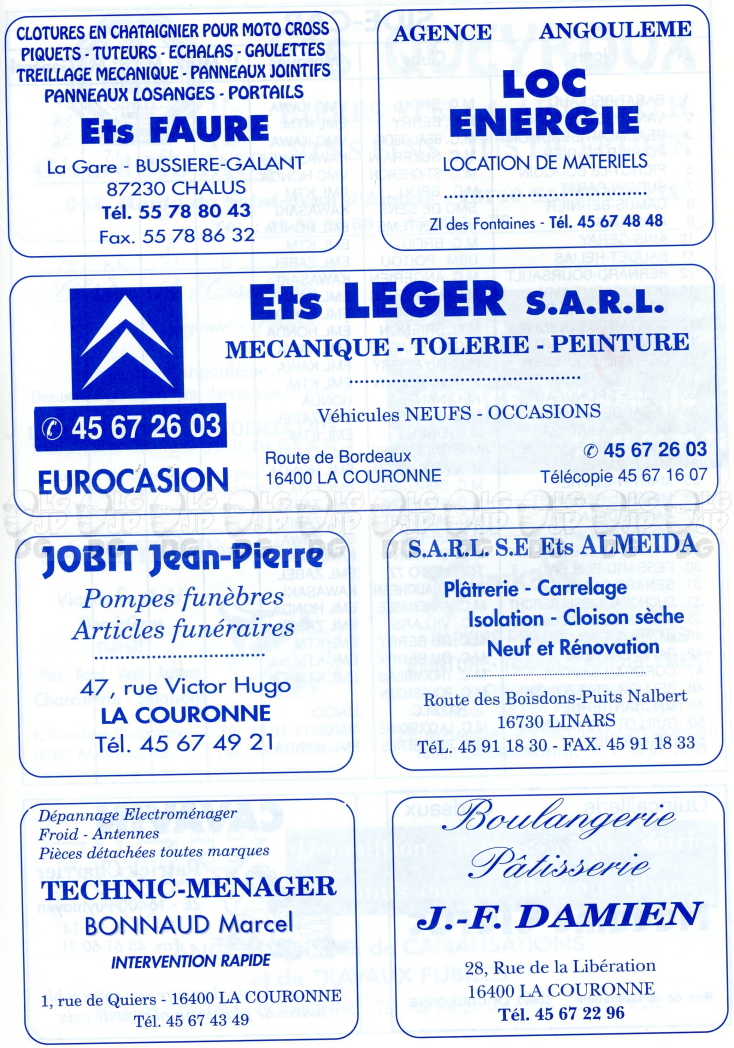 CLOTURES EN CHATAIGNIER POUR MOTO CROSS
PIQUETS - TUTEURS - ECHALAS - GAULETTES
TREILLAGE MECANIQUE - PANNEAUX JOINTIFS
PANNEAUX LOSANGES - PORTAILS
Ets FAURE
La Gare - BUSSIERE-GALANT
87230 CHALUS
Tél. 55 78 80 43
Fax. 55 78 86 32
AGENCE ANGOULEME
LOC
ENERGIE
LOCATION DE MATERIELS
ZI des Fontaines - Tél. 45 67 48 48
Ets LEGER S.A.R.L.
MECANIQUE - TOLERIE - PEINTURE
✆ 45 67 26 03
EUROCASION
Véhicules NEUFS - OCCASIONS
Route de Bordeaux
16400 LA COURONNE
✆ 45 67 26 03
Télécopie 45 67 16 07
JOBIT Jean-Pierre
Pompes funèbres
Articles funéraires
47, rue Victor Hugo
LA COURONNE
Tél. 45 67 49 21
S.A.R.L. S.E Ets ALMEIDA
Plâtrerie - Carrelage
Isolation - Cloison sèche
Neuf et Rénovation
Route des Boisdons-Puits Nalbert
16730 LINARS
TéL. 45 91 18 30 - FAX. 45 91 18 33
Dépannage Electroménager
Froid - Antennes
Pièces détachées toutes marques
TECHNIC-MENAGER
BONNAUD Marcel
INTERVENTION RAPIDE
1, rue de Quiers - 16400 LA COURONNE
Tél. 45 67 43 49
Boulangerie
Pâtisserie
J.-F. DAMIEN
28, Rue de la Libération
16400 LA COURONNE
Tél. 45 67 22 96